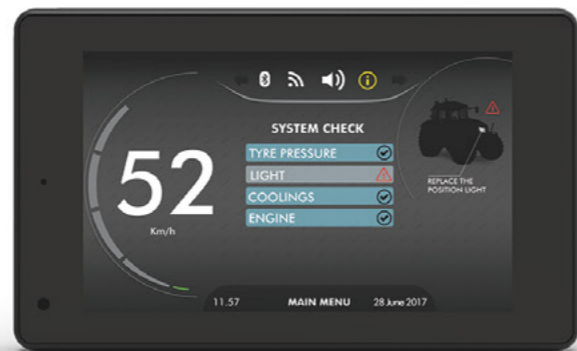 SYSTEM CHECK
TYRE PRESSURE
LIGHT
COOLINGS
ENGINE
52
Km/h
REPLACE THE
POSITION LIGHT
11.57
MAIN MENU
28 June 2017